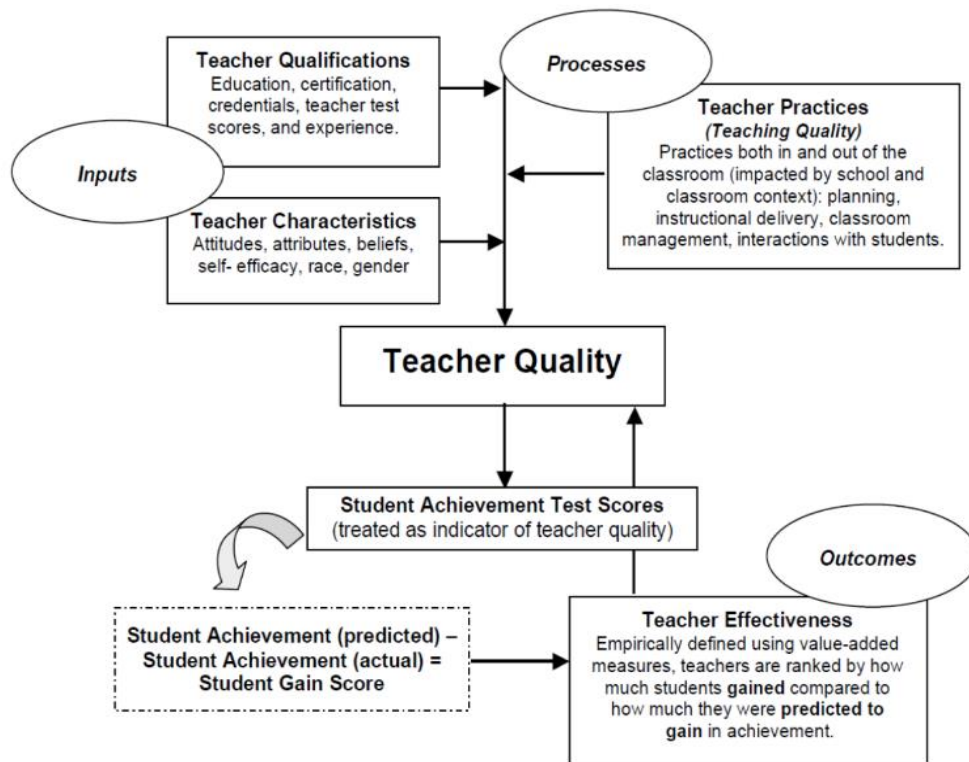 Teacher Qualifications
Education, certification,
credentials, teacher test
scores, and experience.
Processes
Teacher Practices
(Teaching Quality)
Practices both in and out of the
classroom (impacted by school and
classroom context): planning,
instructional delivery, classroom
management, interactions with students.
Inputs
Teacher Characteristics
Attitudes, attributes, beliefs,
self- efficacy, race, gender
Teacher Quality
Student Achievement Test Scores
(treated as indicator of teacher quality)
Outcomes
Student Achievement (predicted) –
Student Achievement (actual) =
Student Gain Score
Teacher Effectiveness
Empirically defined using value-added
measures, teachers are ranked by how
much students gained compared to
how much they were predicted to
gain in achievement.